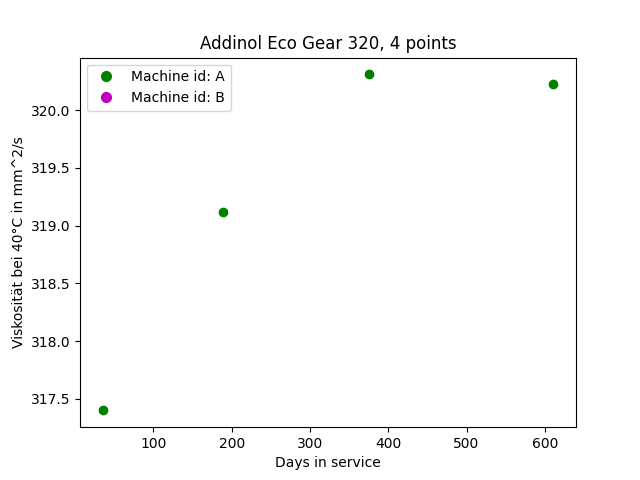 Addinol Eco Gear 320, 4 points
Machine id: A
Machine id: B
Viskosität bei 40°C in mm^2/s
320.0
319.5
319.0
318.5
318.0
317.5
100 200 300 400 500 600
Days in service